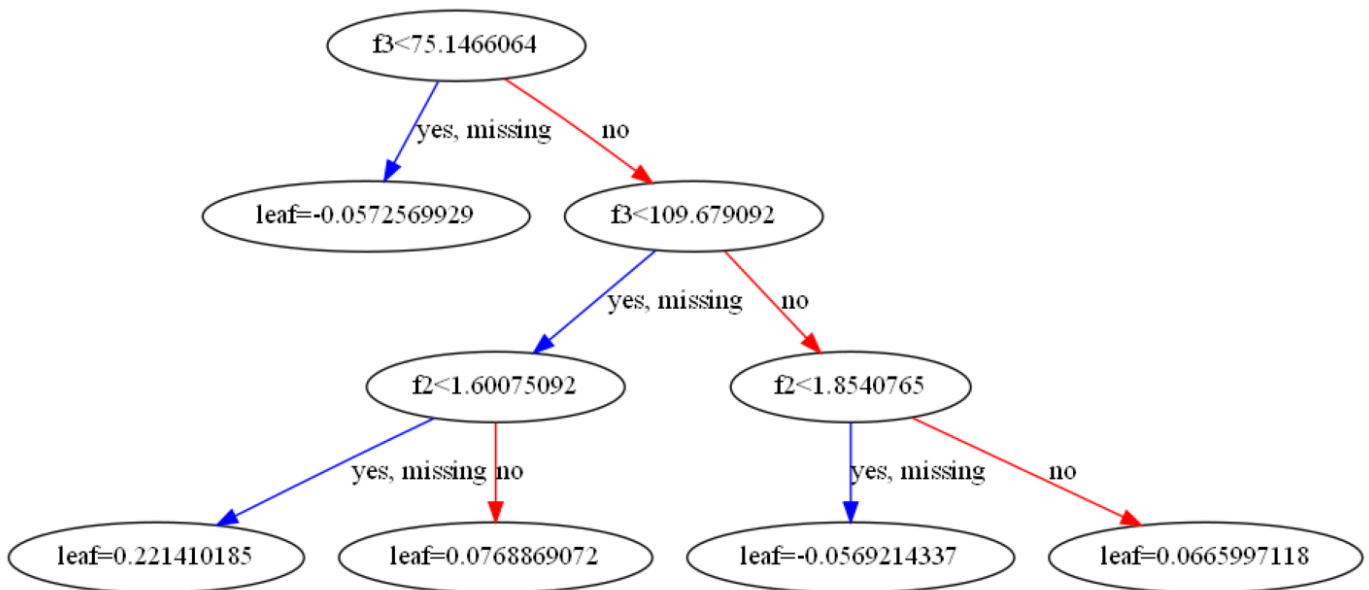 f3<75.1466064
yes, missing
no
leaf=-0.0572569929
f3<109.679092
yes, missing
no
f2<1.60075092
f2<1.8540765
yes, missing
no
yes, missing
no
leaf=0.221410185
leaf=0.0768869072
leaf=-0.0569214337
leaf=0.0665997118